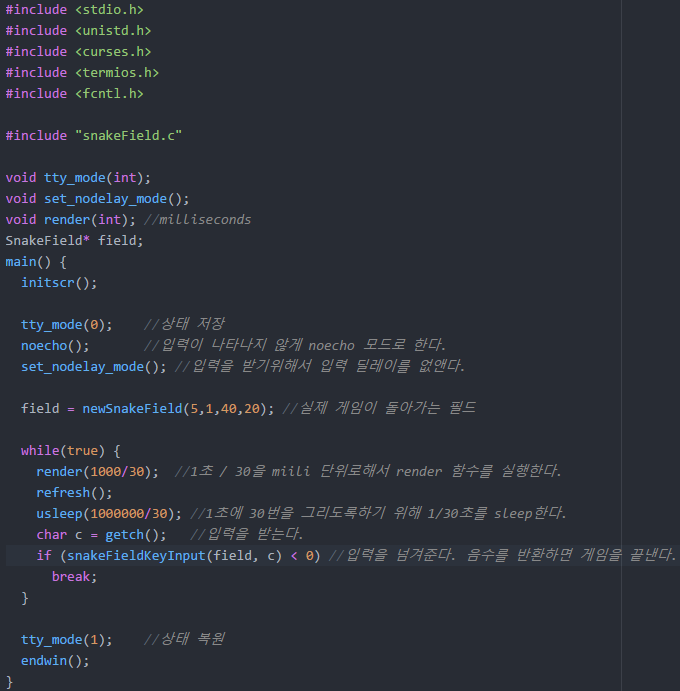 #include <stdio.h>
#include <unistd.h>
#include <curses.h>
#include <termios.h>
#include <fcntl.h>
#include "snakeField.c"
void tty_mode(int);
void set_nodelay_mode();
void render(int); //milliseconds
SnakeField* field;
main() {
initscr();
tty_mode(0); //상태 저장
noecho(); //입력이 나타나지 않게 noecho 모드로 한다.
set_nodelay_mode(); //입력을 받기위해서 입력 딜레이를 없앤다.
field = newSnakeField(5,1,40,20); //실제 게임이 돌아가는 필드
while(true) {
render(1000/30); //1초 / 30을 miili 단위로해서 render 함수를 실행한다.
refresh();
usleep(1000000/30); //1초에 30번을 그리도록하기 위해 1/30초를 sleep한다.
char c = getch(); //입력을 받는다.
if (snakeFieldKeyInput(field, c) < 0) //입력을 넘겨준다. 음수를 반환하면 게임을 끝낸다.
break;
}
tty_mode(1); //상태 복원
endwin();
}